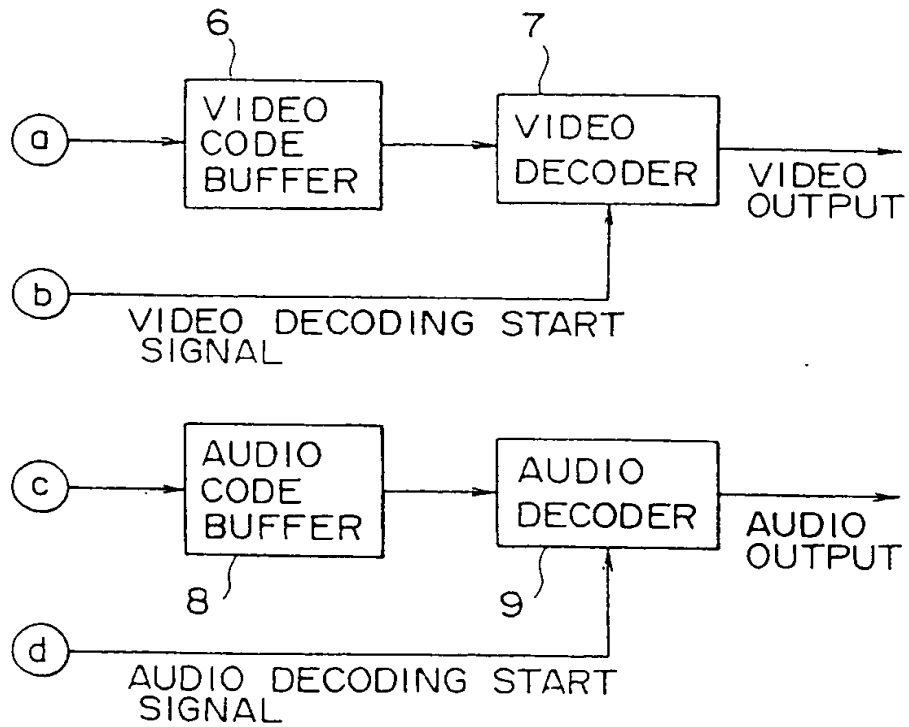 6
7
a
VIDEO
CODE
BUFFER
VIDEO
DECODER
VIDEO
OUTPUT
b
VIDEO DECODING START
SIGNAL
c
AUDIO
CODE
BUFFER
AUDIO
DECODER
AUDIO
OUTPUT
8
9
d
AUDIO DECODING START
SIGNAL